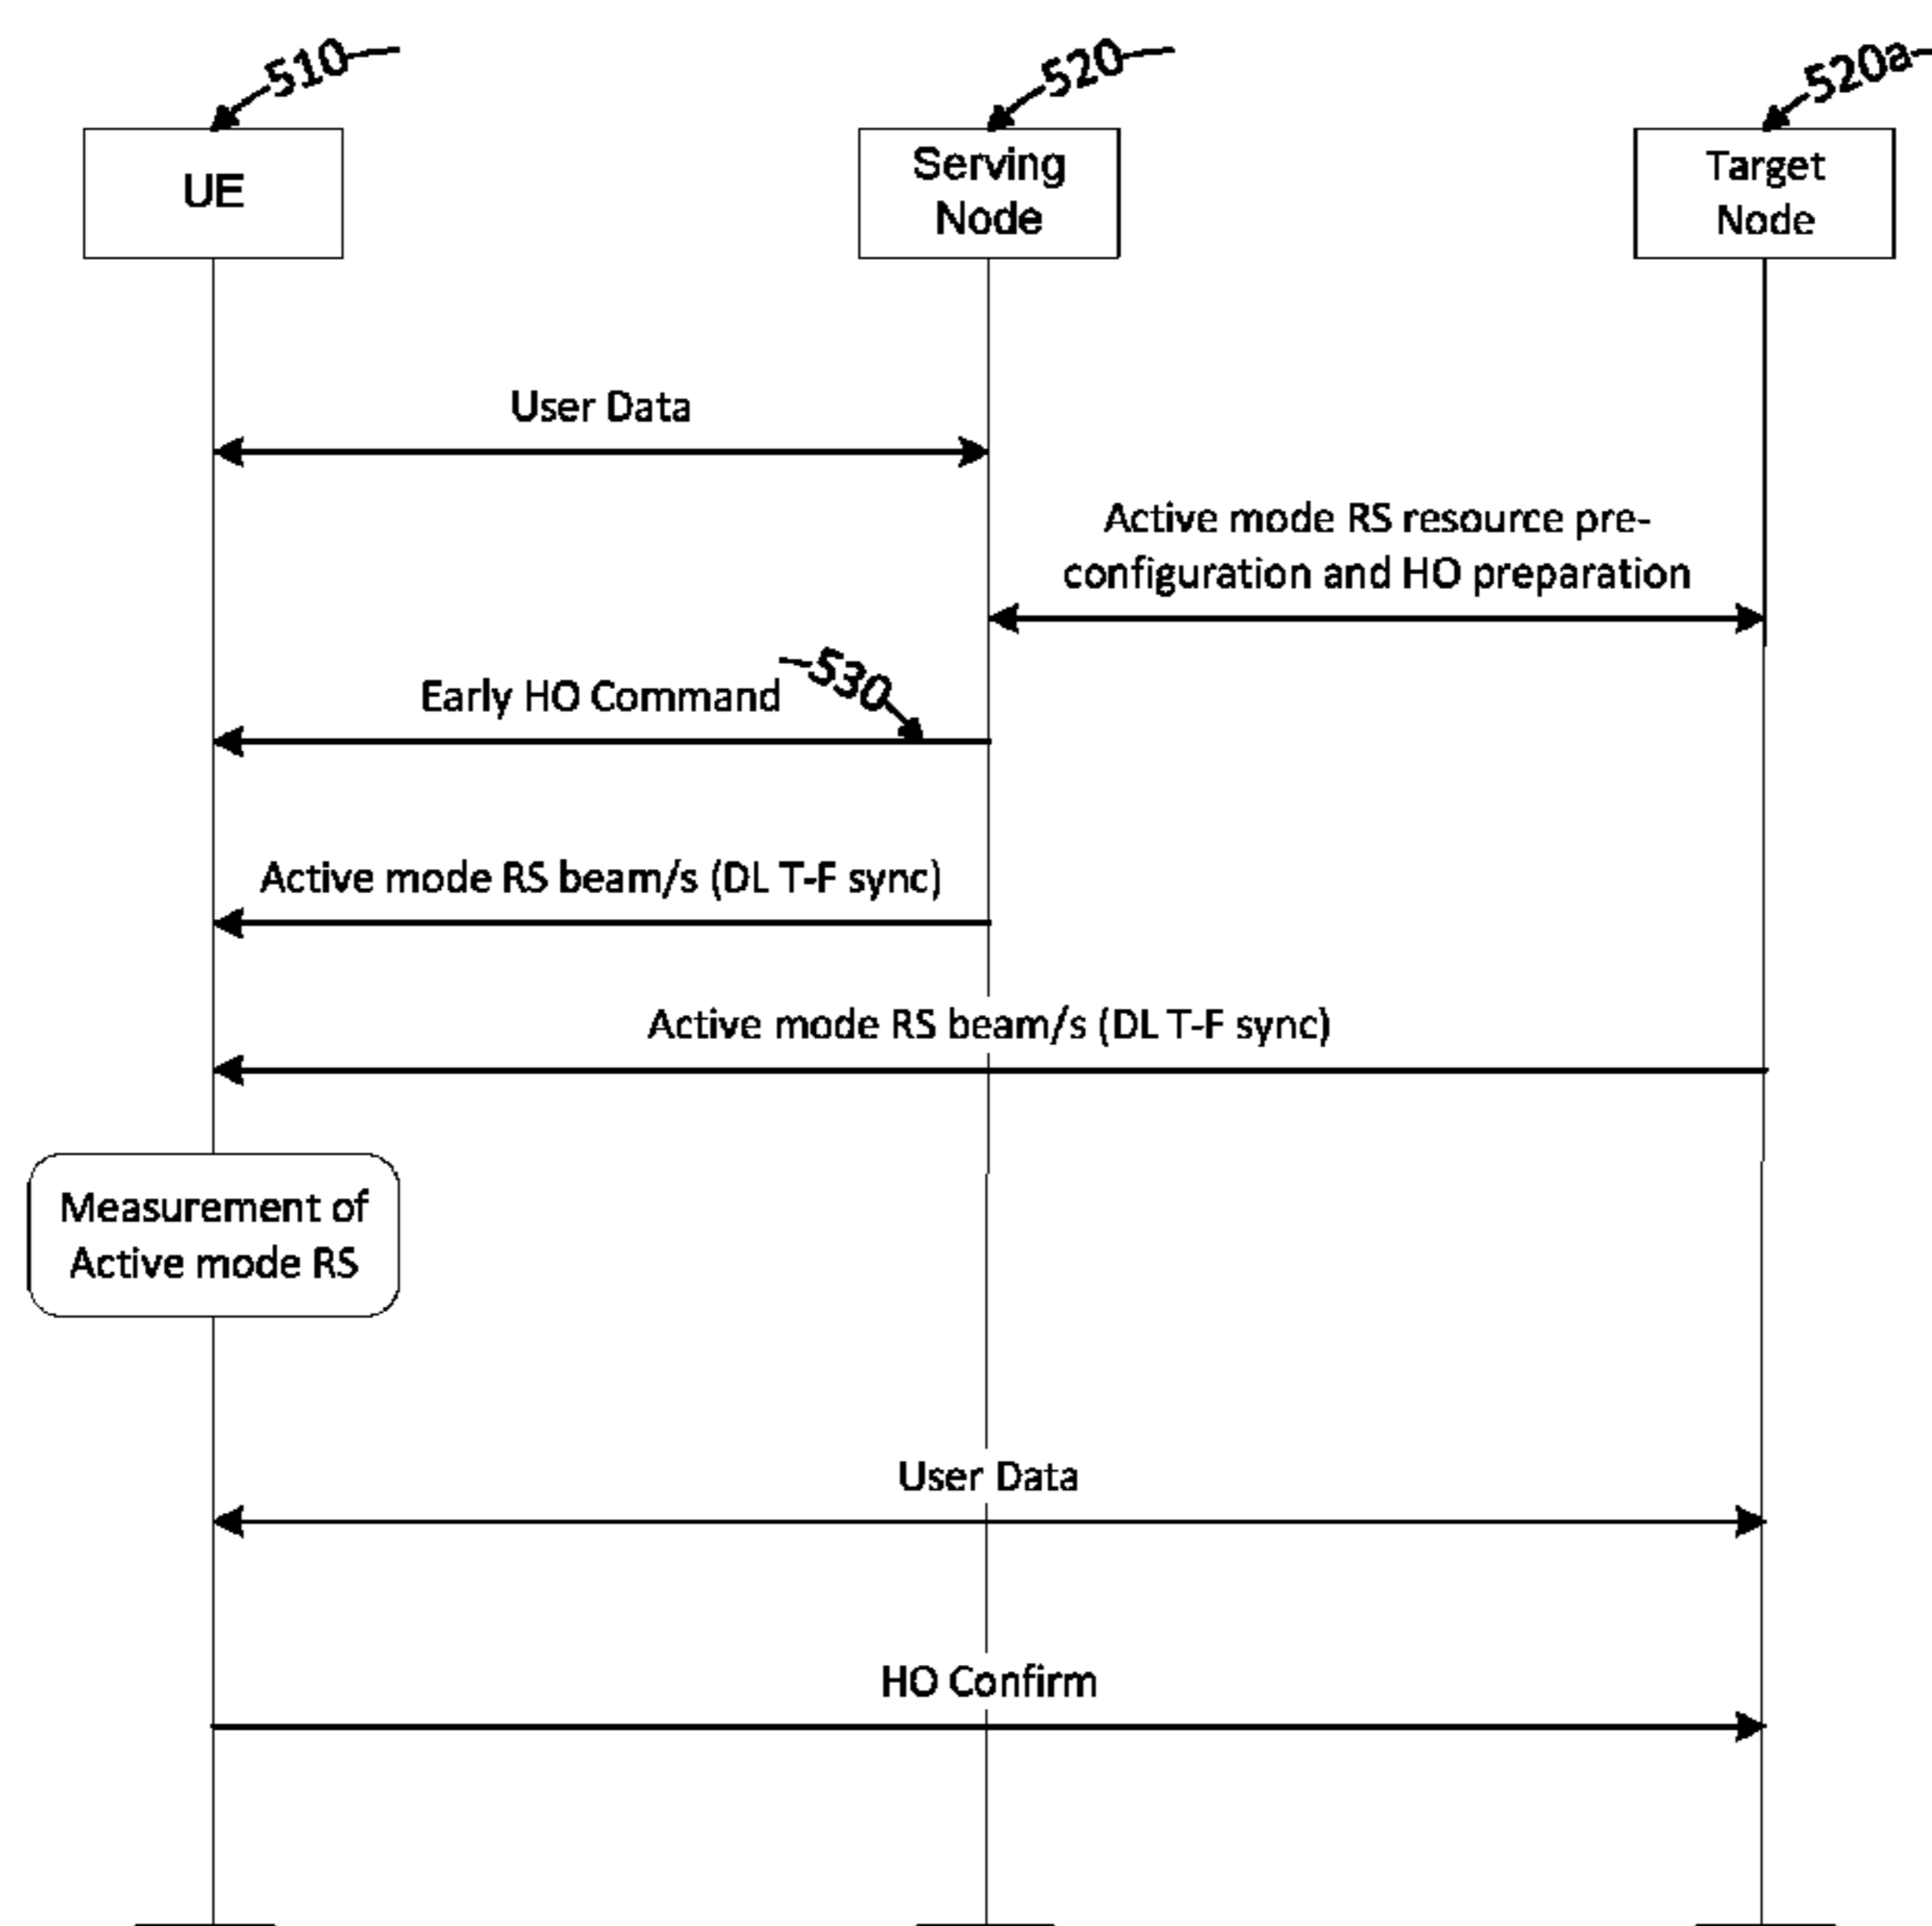 510
520
520a
UE
Serving
Node
Target
Node
User Data
Active mode RS resource pre-
configuration and HO preparation
530
Early HO Command
Active mode RS beam/s (DL T-F sync)
Active mode RS beam/s (DL T-F sync)
Measurement of
Active mode RS
User Data
HO Confirm